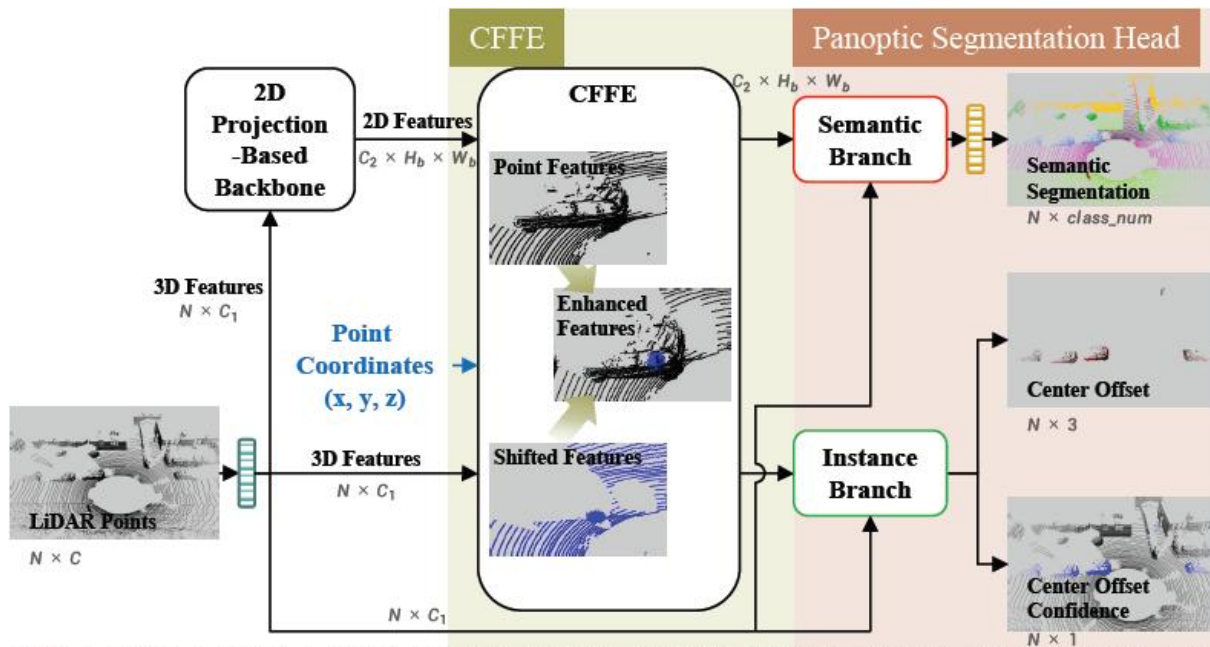 CFFE
Panoptic Segmentation Head
2D
Projection
-Based
Backbone
2D Features
C₂ × H_b × W_b
CFFE
C₂ × H_b × W_b
Semantic
Branch
Semantic
Segmentation
N × class_num
Point Features
3D Features
N × C₁
Enhanced
Features
Point
Coordinates
(x, y, z)
Center Offset
N × 3
LiDAR Points
N × C
3D Features
N × C₁
Shifted Features
Instance
Branch
Center Offset
Confidence
N × 1
N × C₁